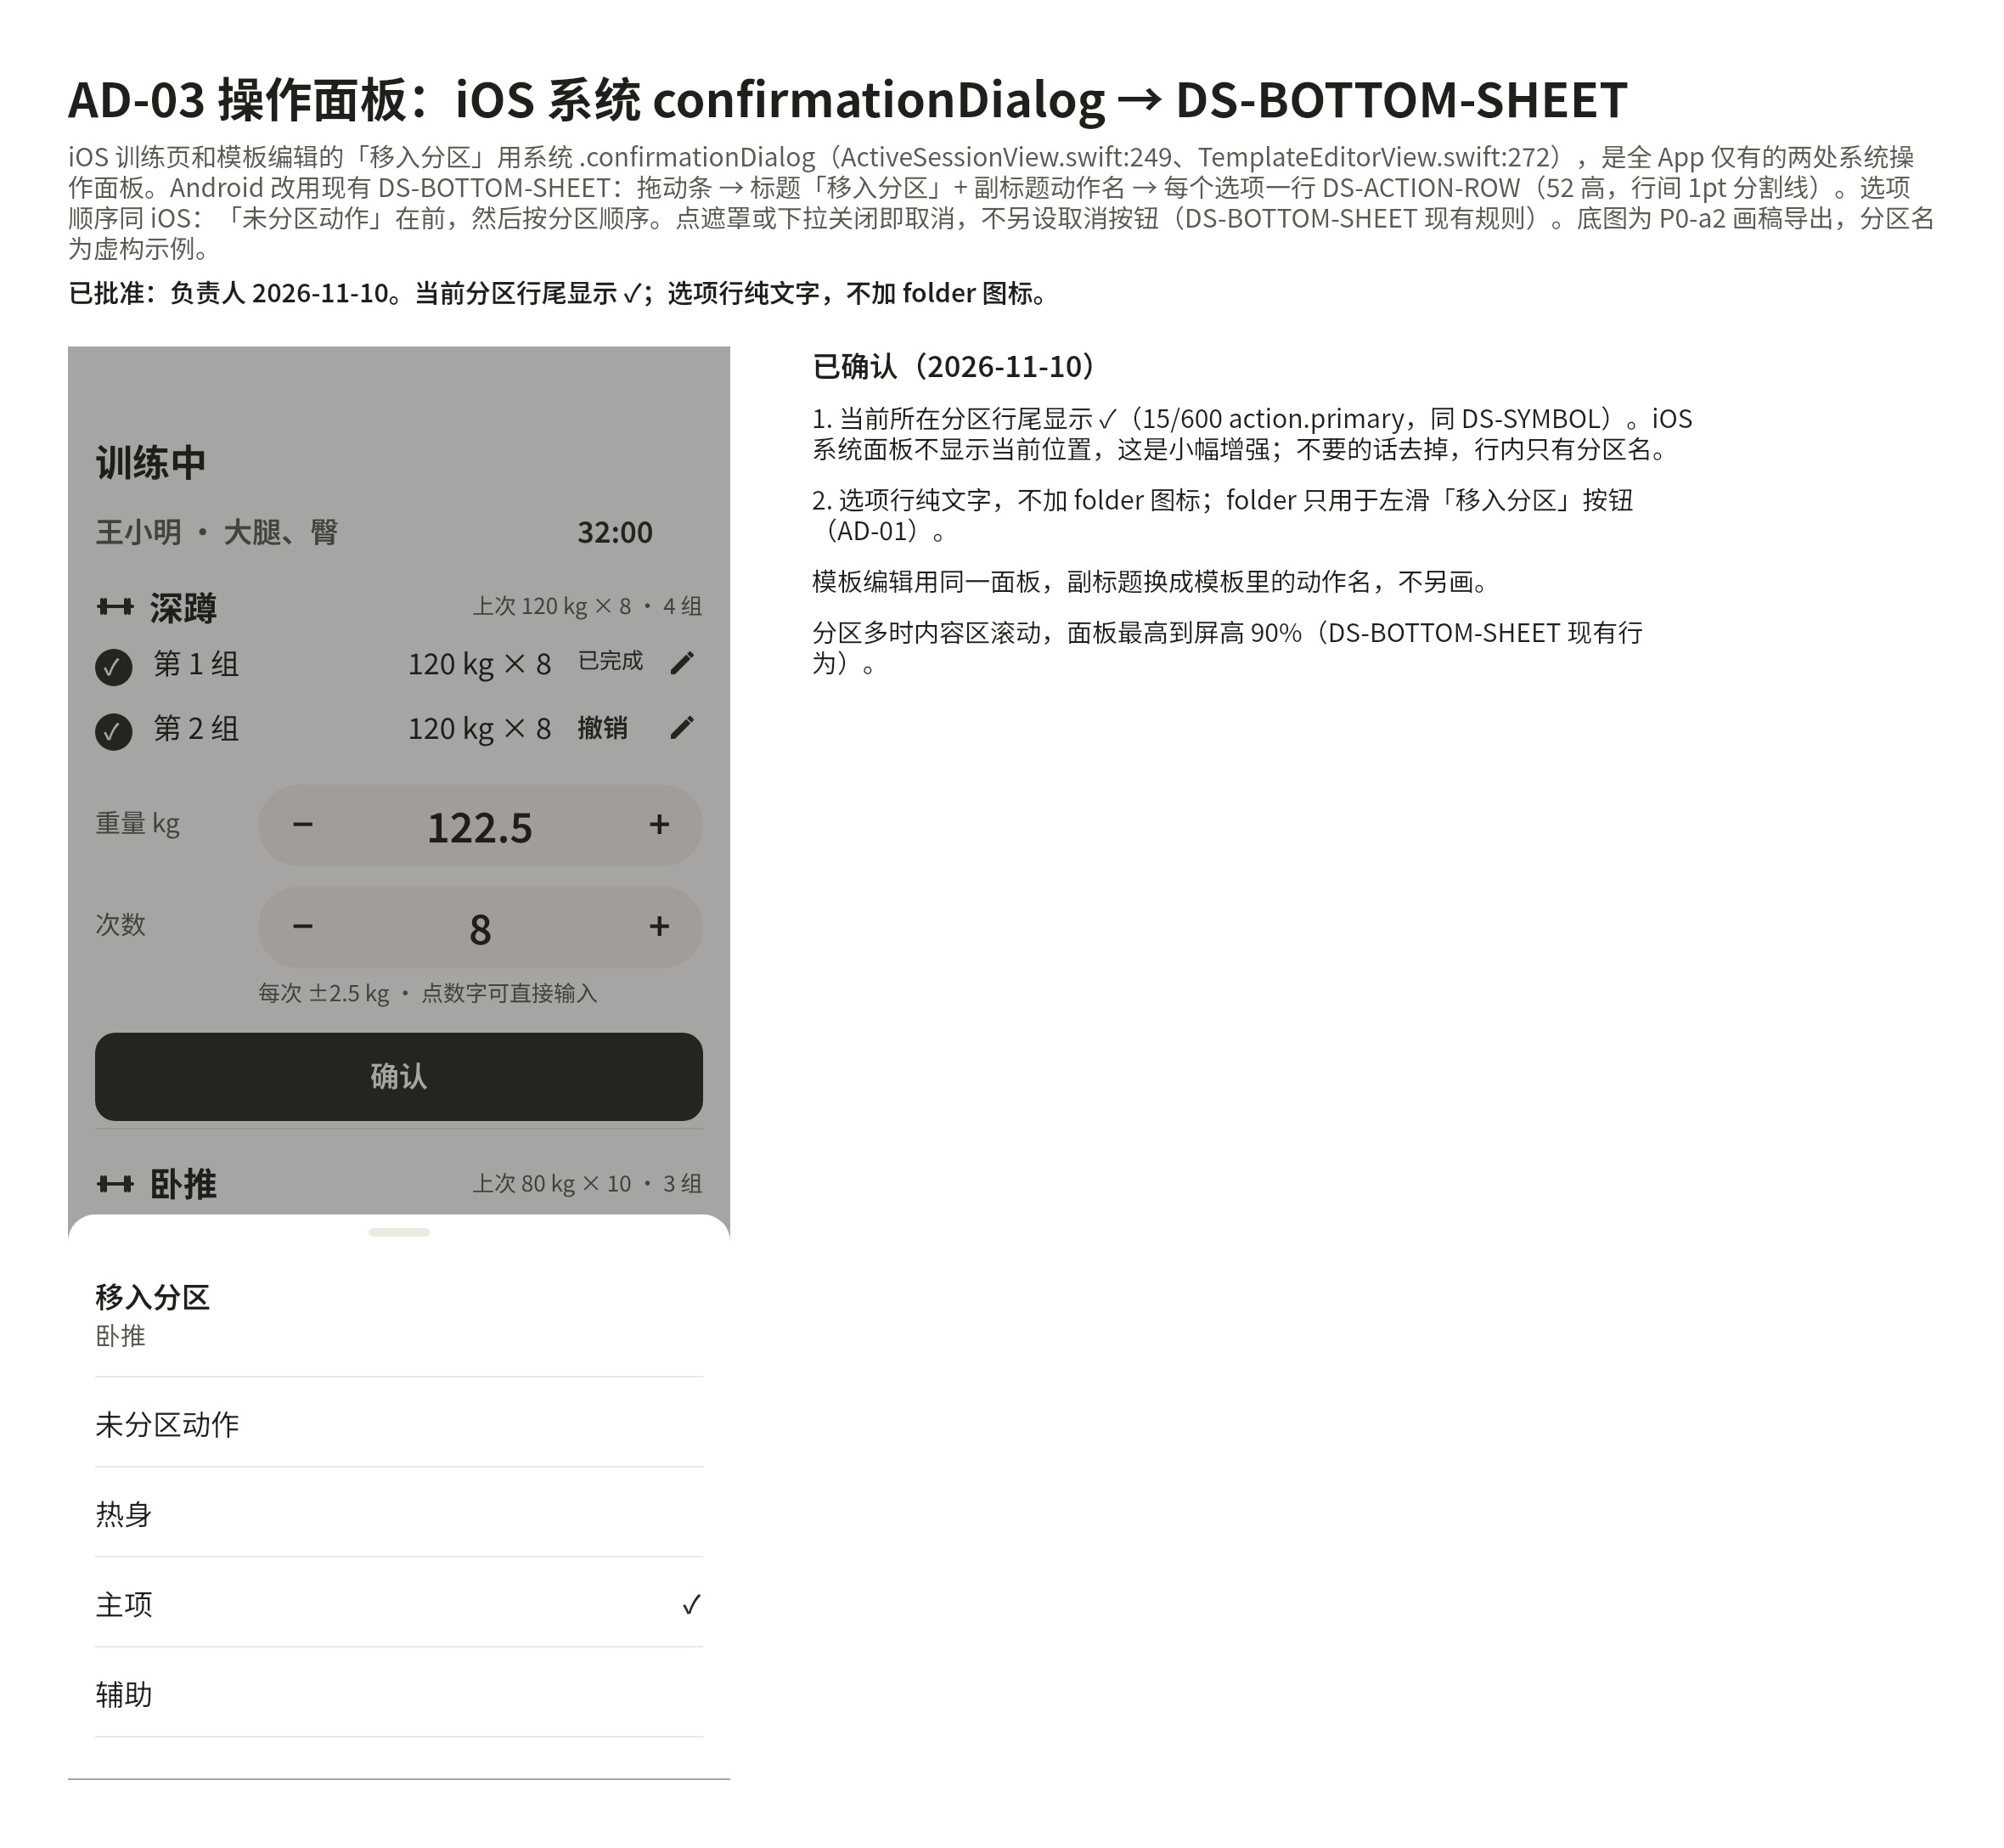 AD-03 操作面板：iOS 系统 confirmationDialog → DS-BOTTOM-SHEET
iOS 训练页和模板编辑的「移入分区」用系统 .confirmationDialog（ActiveSessionView.swift:249、TemplateEditorView.swift:272），是全 App 仅有的两处系统操
作面板。Android 改用现有 DS-BOTTOM-SHEET：拖动条 → 标题「移入分区」+ 副标题动作名 → 每个选项一行 DS-ACTION-ROW（52 高，行间 1pt 分割线）。选项
顺序同 iOS：「未分区动作」在前，然后按分区顺序。点遮罩或下拉关闭即取消，不另设取消按钮（DS-BOTTOM-SHEET 现有规则）。底图为 P0-a2 画稿导出，分区名
为虚构示例。
已批准：负责人 2026-11-10。当前分区行尾显示 ✓；选项行纯文字，不加 folder 图标。
训练中
王小明 · 大腿、臀 32:00
深蹲 上次 120 kg × 8 · 4 组
✓ 第 1 组 120 kg × 8 已完成
✓ 第 2 组 120 kg × 8 撤销
重量 kg − 122.5 +
次数 − 8 +
每次 ±2.5 kg · 点数字可直接输入
确认
卧推 上次 80 kg × 10 · 3 组
移入分区
卧推
未分区动作
热身
主项 ✓
辅助
已确认（2026-11-10）
1. 当前所在分区行尾显示 ✓（15/600 action.primary，同 DS-SYMBOL）。iOS
系统面板不显示当前位置，这是小幅增强；不要的话去掉，行内只有分区名。
2. 选项行纯文字，不加 folder 图标；folder 只用于左滑「移入分区」按钮
（AD-01）。
模板编辑用同一面板，副标题换成模板里的动作名，不另画。
分区多时内容区滚动，面板最高到屏高 90%（DS-BOTTOM-SHEET 现有行
为）。